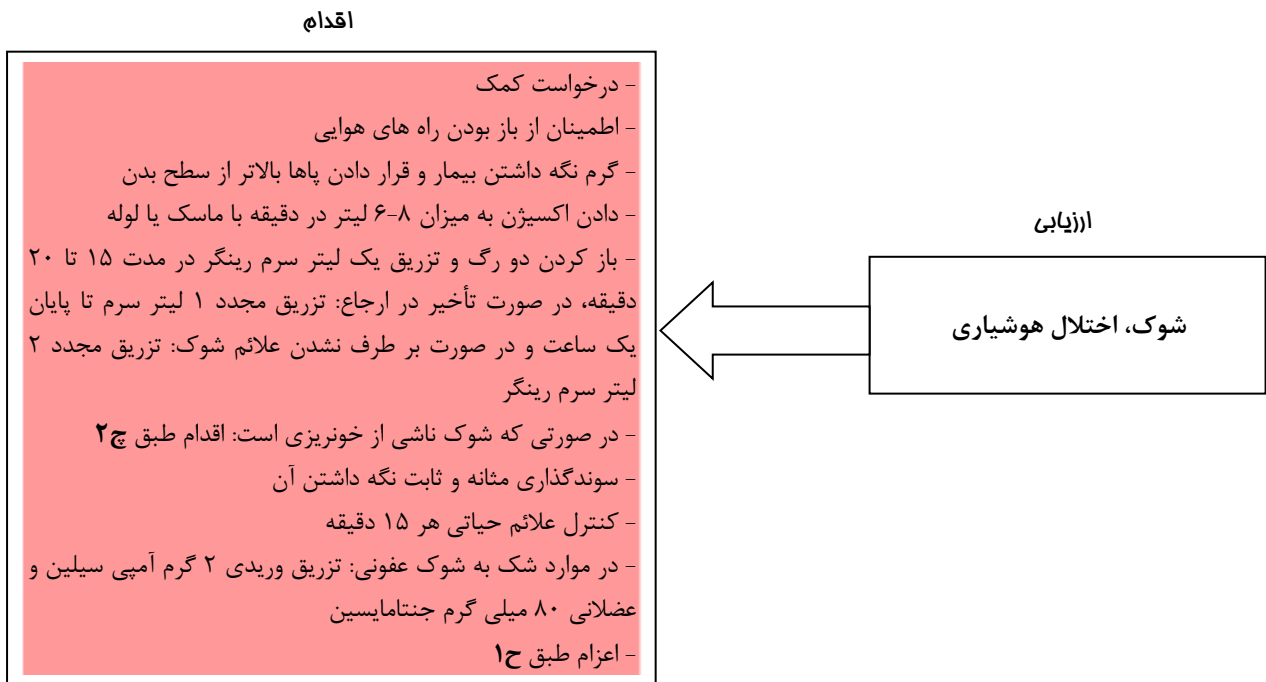 اقدام
- درخواست کمک
- اطمینان از باز بودن راه های هوایی
- گرم نگه داشتن بیمار و قرار دادن پاها بالاتر از سطح بدن
- دادن اکسیژن به میزان ۸-۶ لیتر در دقیقه با ماسک یا لوله
- باز کردن دو رگ و تزریق یک لیتر سرم رینگر در مدت ۱۵ تا ۲۰
دقیقه، در صورت تأخیر در ارجاع: تزریق مجدد ۱ لیتر سرم تا پایان
یک ساعت و در صورت بر طرف نشدن علائم شوک: تزریق مجدد ۲
لیتر سرم رینگر
- در صورتی که شوک ناشی از خونریزی است: اقدام طبق چ۲
- سوندگذاری مثانه و ثابت نگه داشتن آن
- کنترل علائم حیاتی هر ۱۵ دقیقه
- در موارد شک به شوک عفونی: تزریق وریدی ۲ گرم آمپی سیلین و
عضلانی ۸۰ میلی گرم جنتامایسین
- اعزام طبق ح۱
ارزیابی
شوک، اختلال هوشیاری